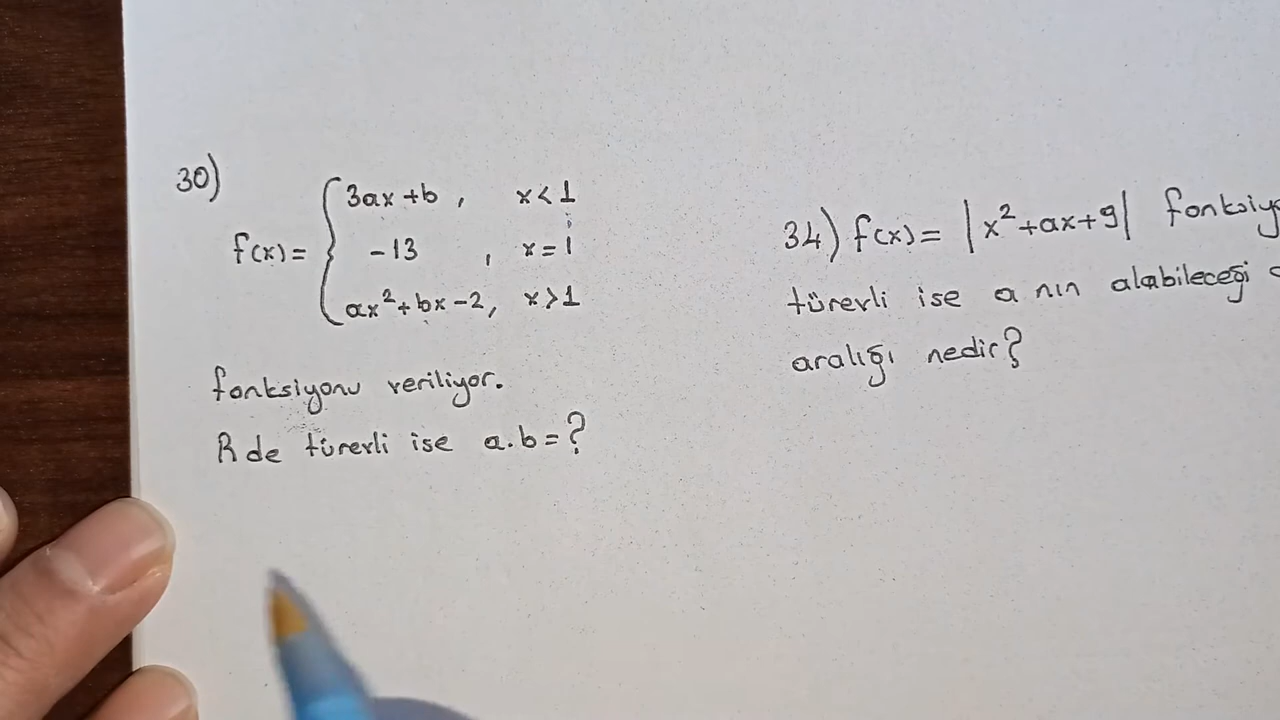 30)
f(x)= { 3ax+b , x<1
-13 , x=1
ax²+bx-2, x>1
fonksiyonu veriliyor.
R de türevli ise a.b=?
34) f(x)= |x²+ax+9|
türevli ise a nın alabileceği
aralığı nedir?